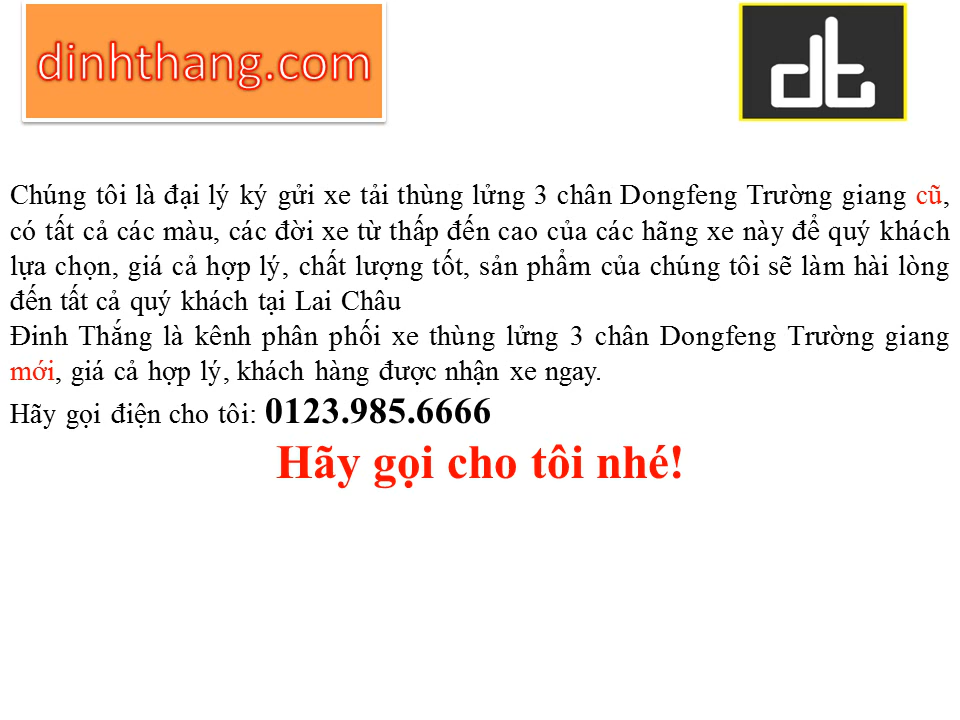 dinhthang.com
dt
Chúng tôi là đại lý ký gửi xe tải thùng lửng 3 chân Dongfeng Trường giang cũ,
có tất cả các màu, các đời xe từ thấp đến cao của các hãng xe này để quý khách
lựa chọn, giá cả hợp lý, chất lượng tốt, sản phẩm của chúng tôi sẽ làm hài lòng
đến tất cả quý khách tại Lai Châu
Đinh Thắng là kênh phân phối xe thùng lửng 3 chân Dongfeng Trường giang
mới, giá cả hợp lý, khách hàng được nhận xe ngay.
Hãy gọi điện cho tôi: 0123.985.6666
Hãy gọi cho tôi nhé!